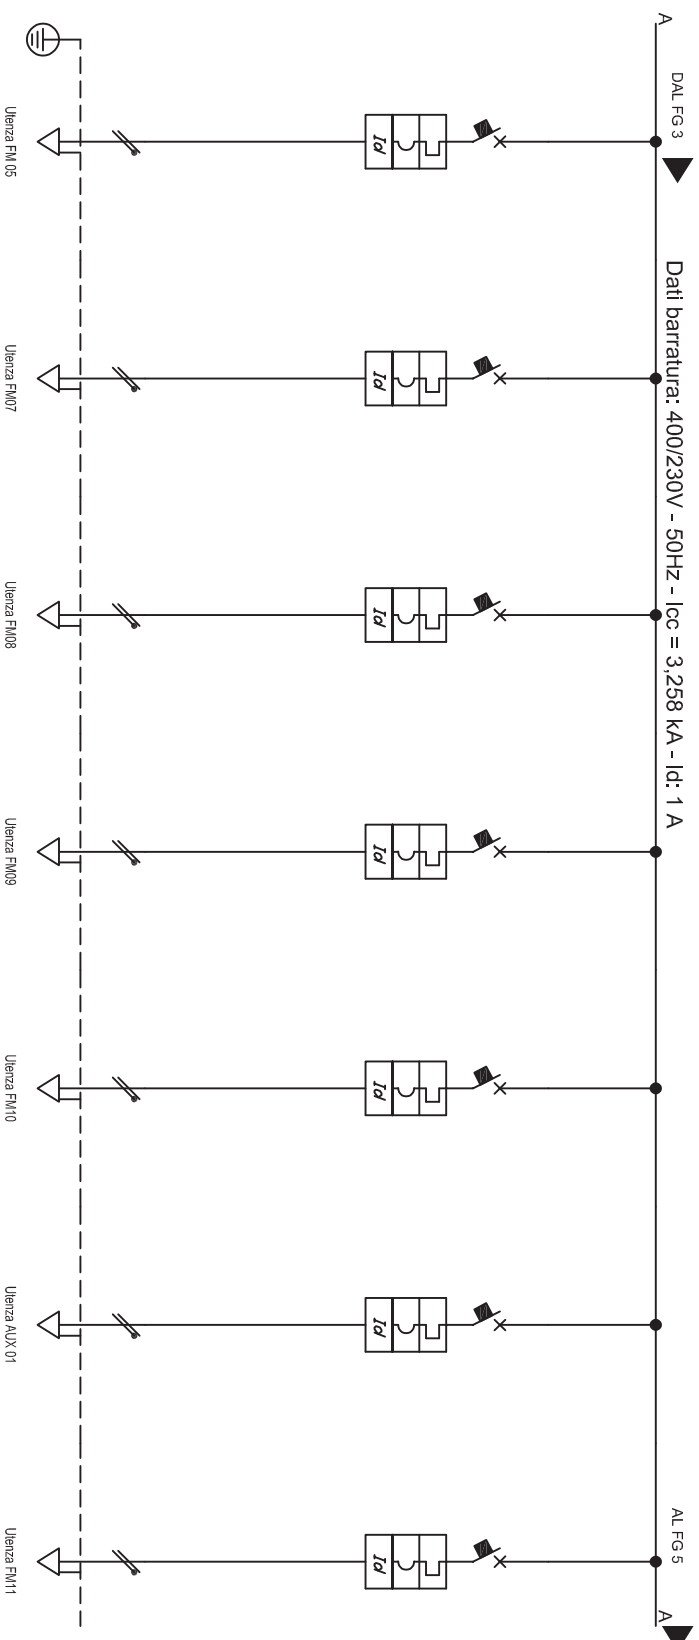 A
DAL FG 3
AL FG 5
A
Dati barratura: 400/230V - 50Hz - Icc = 3,258 kA - Id: 1 A
Id
Id
Id
Id
Id
Id
Id
Utenza FM 05
Utenza FM07
Utenza FM08
Utenza FM09
Utenza FM10
Utenza AUX 01
Utenza FM11